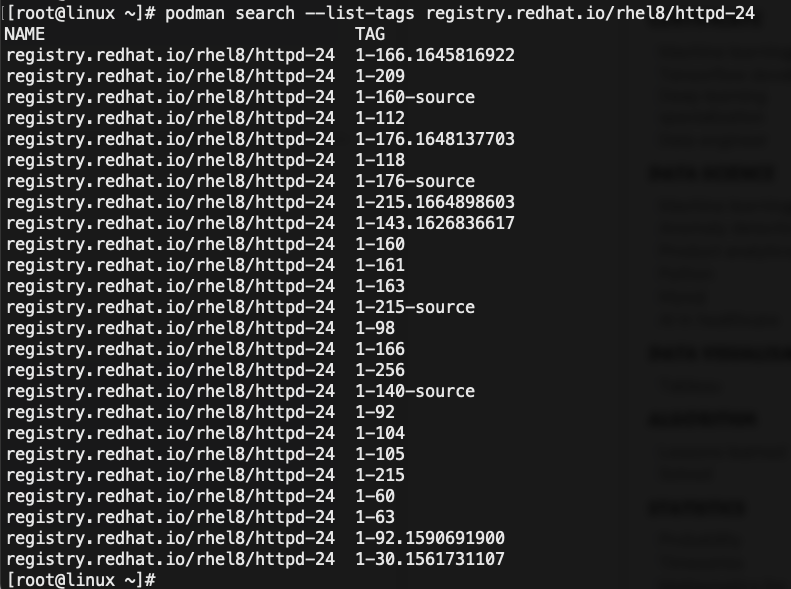 [root@linux ~]# podman search --list-tags registry.redhat.io/rhel8/httpd-24
NAME TAG
registry.redhat.io/rhel8/httpd-24 1-166.1645816922
registry.redhat.io/rhel8/httpd-24 1-209
registry.redhat.io/rhel8/httpd-24 1-160-source
registry.redhat.io/rhel8/httpd-24 1-112
registry.redhat.io/rhel8/httpd-24 1-176.1648137703
registry.redhat.io/rhel8/httpd-24 1-118
registry.redhat.io/rhel8/httpd-24 1-176-source
registry.redhat.io/rhel8/httpd-24 1-215.1664898603
registry.redhat.io/rhel8/httpd-24 1-143.1626836617
registry.redhat.io/rhel8/httpd-24 1-160
registry.redhat.io/rhel8/httpd-24 1-161
registry.redhat.io/rhel8/httpd-24 1-163
registry.redhat.io/rhel8/httpd-24 1-215-source
registry.redhat.io/rhel8/httpd-24 1-98
registry.redhat.io/rhel8/httpd-24 1-166
registry.redhat.io/rhel8/httpd-24 1-256
registry.redhat.io/rhel8/httpd-24 1-140-source
registry.redhat.io/rhel8/httpd-24 1-92
registry.redhat.io/rhel8/httpd-24 1-104
registry.redhat.io/rhel8/httpd-24 1-105
registry.redhat.io/rhel8/httpd-24 1-215
registry.redhat.io/rhel8/httpd-24 1-60
registry.redhat.io/rhel8/httpd-24 1-63
registry.redhat.io/rhel8/httpd-24 1-92.1590691900
registry.redhat.io/rhel8/httpd-24 1-30.1561731107
[root@linux ~]#